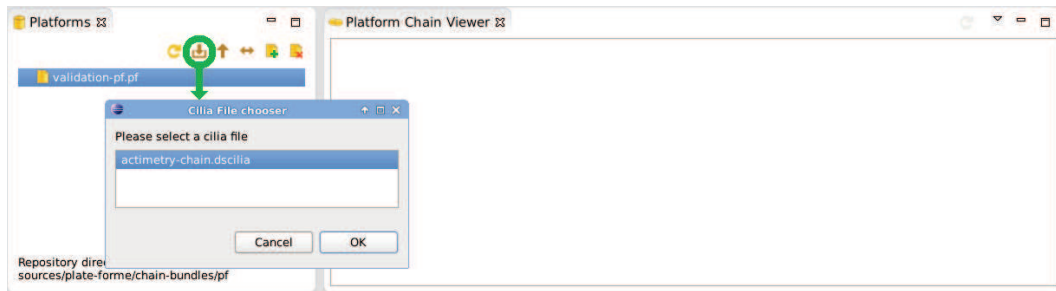 Platforms
Platform Chain Viewer
validation-pf.pf
Cilia File chooser
Please select a cilia file
actimetry-chain.dscilia
Cancel
OK
Repository dire
sources/plate-forme/chain-bundles/pf